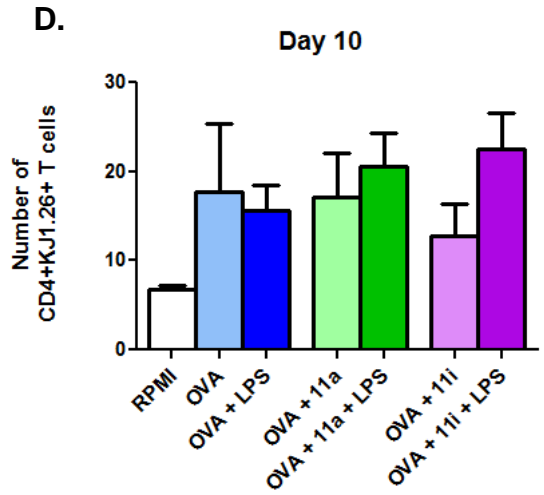 D.
Day 10
Number of
CD4+KJ1.26+ T cells
30
20
10
0
RPMI
OVA
OVA + LPS
OVA + 11a
OVA + 11a + LPS
OVA + 11i
OVA + 11i + LPS